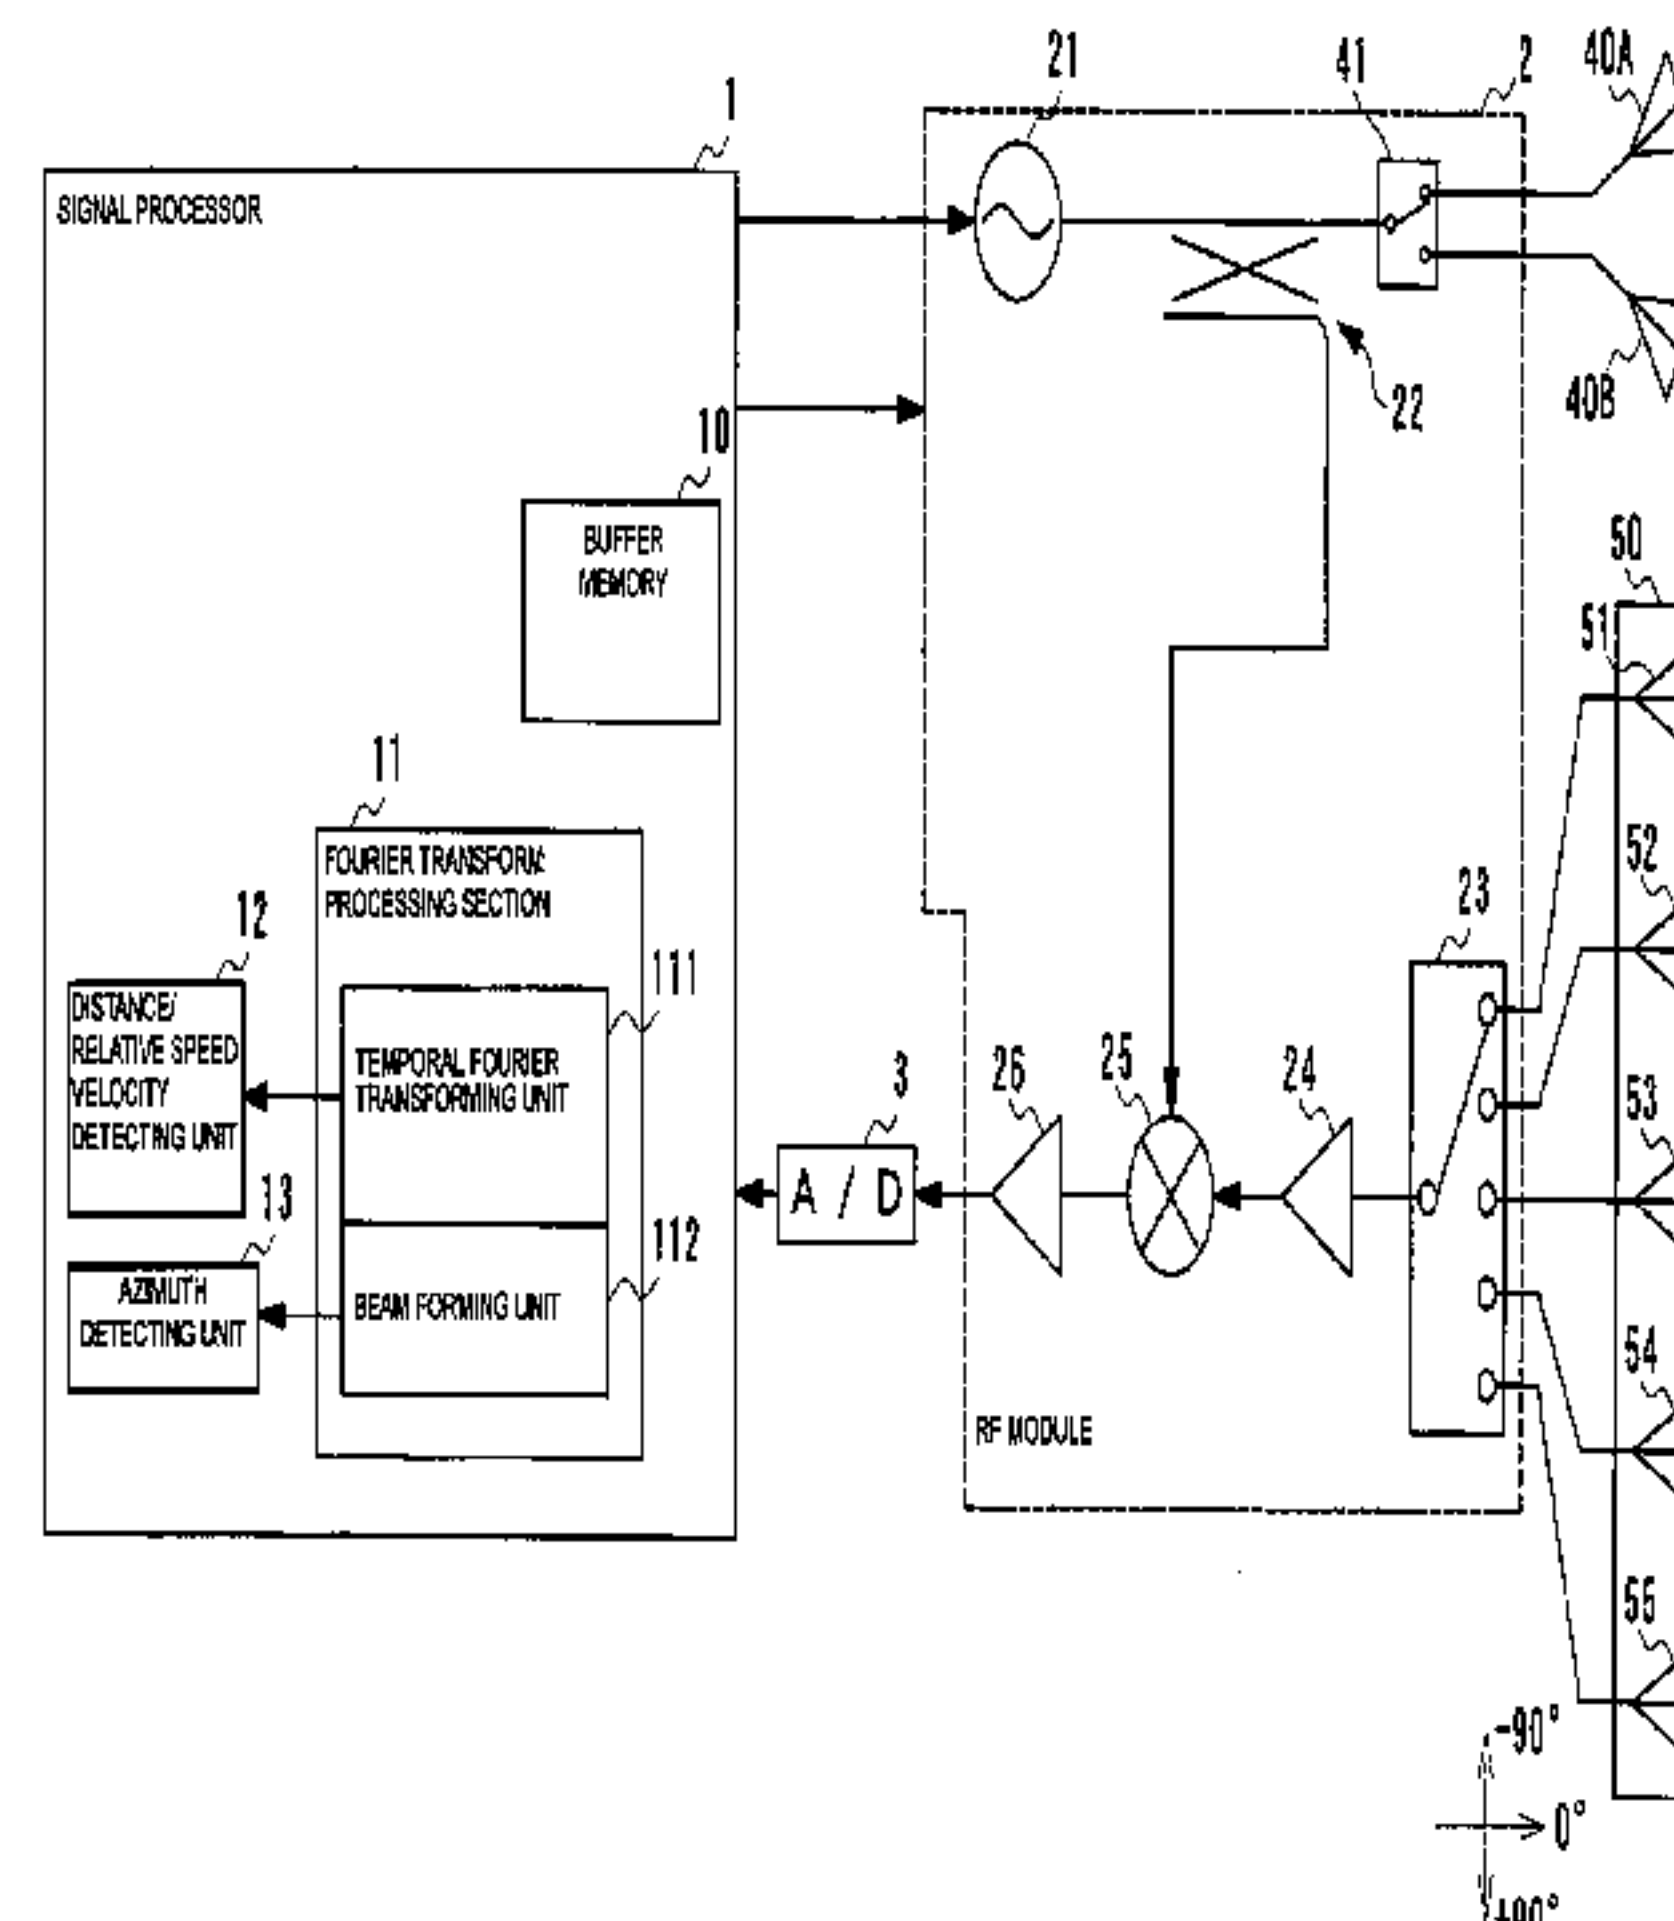 21
41
2
40A
1
SIGNAL PROCESSOR
40B
22
10
BUFFER
MEMORY
50
51
11
FOURIER TRANSFORM
PROCESSING SECTION
52
23
12
111
DISTANCE/
RELATIVE SPEED
VELOCITY
DETECTING UNIT
TEMPORAL FOURIER
TRANSFORMING UNIT
3
26
25
24
53
A / D
13
112
AZIMUTH
DETECTING UNIT
BEAM FORMING UNIT
54
RF MODULE
55
-90°
0°
+90°